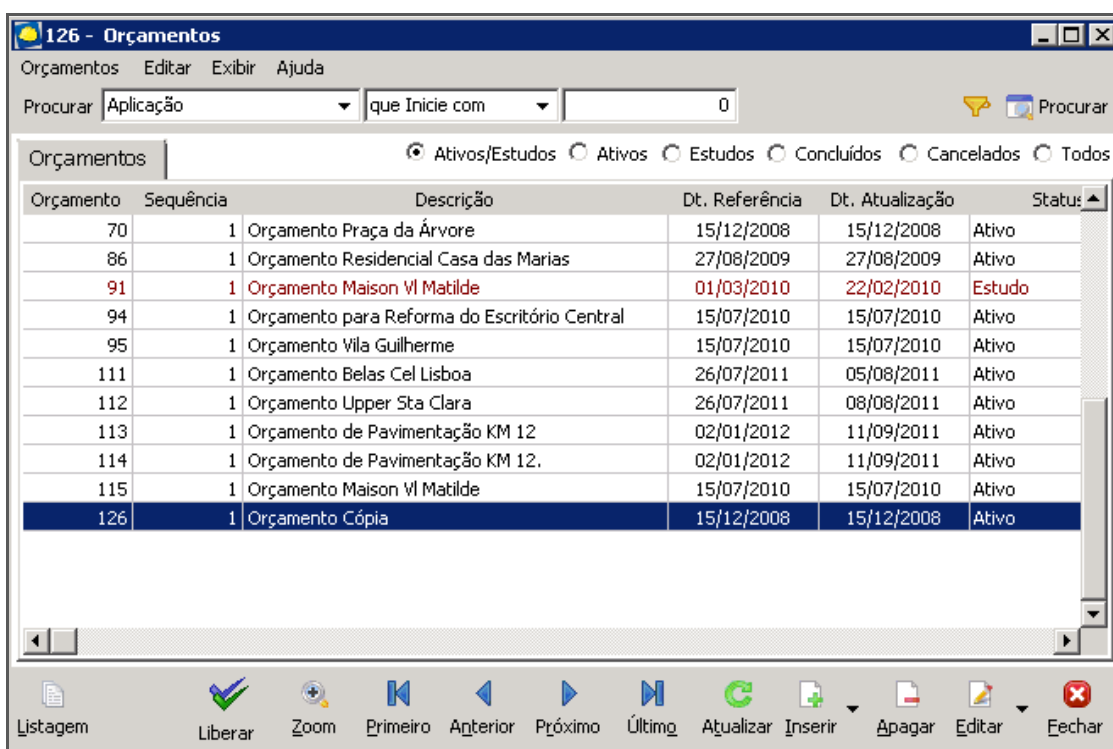 126 - Orçamentos
Orçamentos Editar Exibir Ajuda
Procurar Aplicação que Inicie com 0 Procurar
Orçamentos Ativos/Estudos Ativos Estudos Concluídos Cancelados Todos
Orçamento Sequência Descrição Dt. Referência Dt. Atualização Status
70 1 Orçamento Praça da Árvore 15/12/2008 15/12/2008 Ativo
86 1 Orçamento Residencial Casa das Marias 27/08/2009 27/08/2009 Ativo
91 1 Orçamento Maison Vl Matilde 01/03/2010 22/02/2010 Estudo
94 1 Orçamento para Reforma do Escritório Central 15/07/2010 15/07/2010 Ativo
95 1 Orçamento Vila Guilherme 15/07/2010 15/07/2010 Ativo
111 1 Orçamento Belas Cel Lisboa 26/07/2011 05/08/2011 Ativo
112 1 Orçamento Upper Sta Clara 26/07/2011 08/08/2011 Ativo
113 1 Orçamento de Pavimentação KM 12 02/01/2012 11/09/2011 Ativo
114 1 Orçamento de Pavimentação KM 12. 02/01/2012 11/09/2011 Ativo
115 1 Orçamento Maison Vl Matilde 15/07/2010 15/07/2010 Ativo
126 1 Orçamento Cópia 15/12/2008 15/12/2008 Ativo
Listagem Liberar Zoom Primeiro Anterior Próximo Último Atualizar Inserir Apagar Editar Fechar